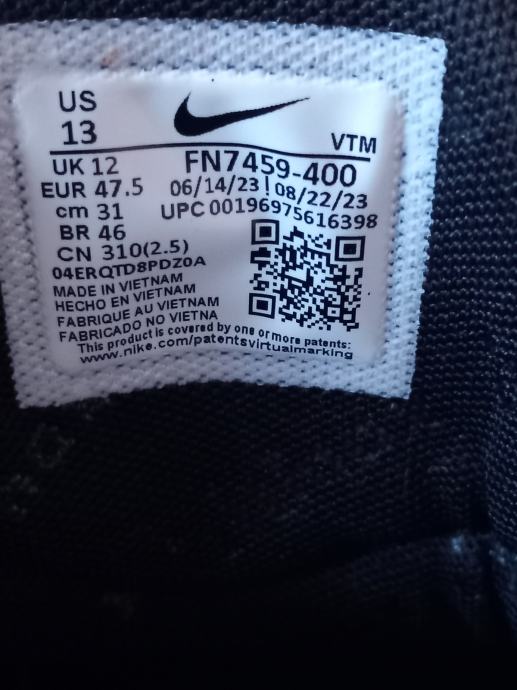 US
13
VTM
UK 12
FN7459-400
EUR 47.5
06/14/23 | 08/22/23
cm 31
UPC 00196975616398
BR 46
CN 310(2.5)
04ERQTD8PDZ0A
MADE IN VIETNAM
HECHO EN VIETNAM
FABRIQUE AU VIETNAM
FABRICADO NO VIETNA
This product is covered by one or more patents:
www.nike.com/patentsvirtualmarking